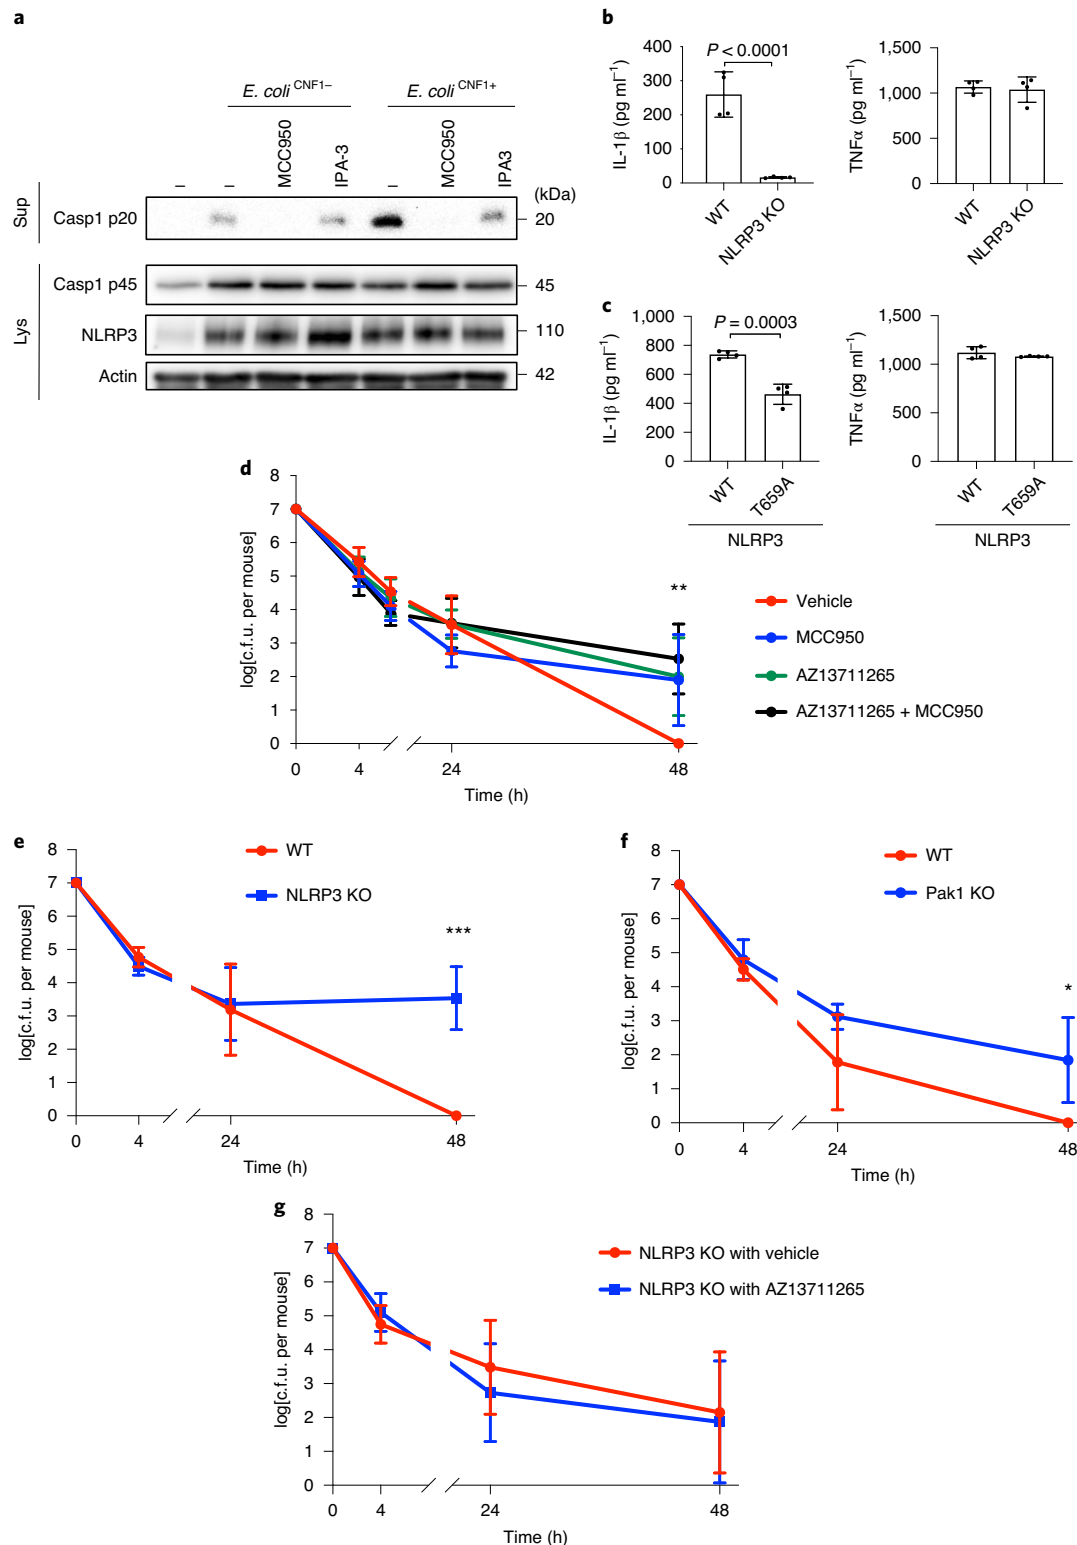 a
E. coli CNF1–
E. coli CNF1+
– – MCC950 IPA-3 – MCC950 IPA3
(kDa)
Sup
Casp1 p20
20
Lys
Casp1 p45
45
NLRP3
110
Actin
42
b
IL-1β (pg ml–1)
400
300
200
100
0
P < 0.0001
WT
NLRP3 KO
TNFα (pg ml–1)
1,500
1,000
500
0
WT
NLRP3 KO
c
IL-1β (pg ml–1)
1,000
800
600
400
200
0
P = 0.0003
WT
T659A
NLRP3
TNFα (pg ml–1)
1,500
1,000
500
0
WT
T659A
NLRP3
d
log[c.f.u. per mouse]
8
7
6
5
4
3
2
1
0
**
0 4 24 48
Time (h)
Vehicle
MCC950
AZ13711265
AZ13711265 + MCC950
e
log[c.f.u. per mouse]
8
7
6
5
4
3
2
1
0
WT
NLRP3 KO
***
0 4 24 48
Time (h)
f
log[c.f.u. per mouse]
8
7
6
5
4
3
2
1
0
WT
Pak1 KO
*
0 4 24 48
Time (h)
g
log[c.f.u. per mouse]
8
7
6
5
4
3
2
1
0
NLRP3 KO with vehicle
NLRP3 KO with AZ13711265
0 4 24 48
Time (h)